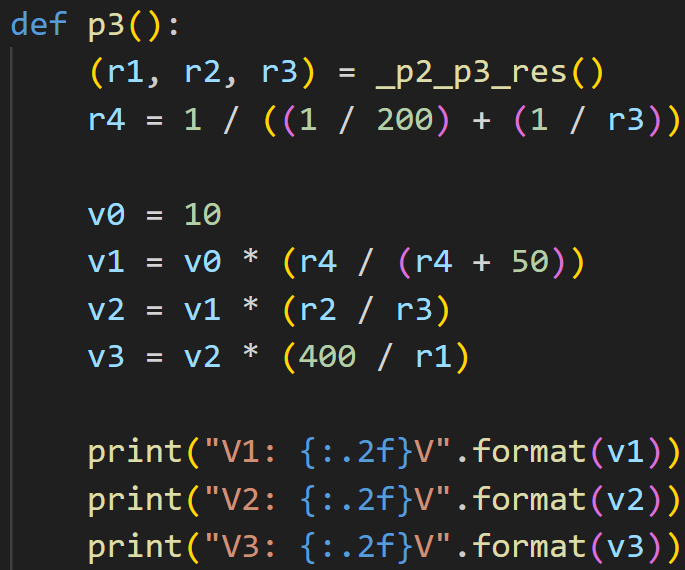 def p3():
    (r1, r2, r3) = _p2_p3_res()
    r4 = 1 / ((1 / 200) + (1 / r3))

    v0 = 10
    v1 = v0 * (r4 / (r4 + 50))
    v2 = v1 * (r2 / r3)
    v3 = v2 * (400 / r1)

    print("V1: {:.2f}V".format(v1))
    print("V2: {:.2f}V".format(v2))
    print("V3: {:.2f}V".format(v3))